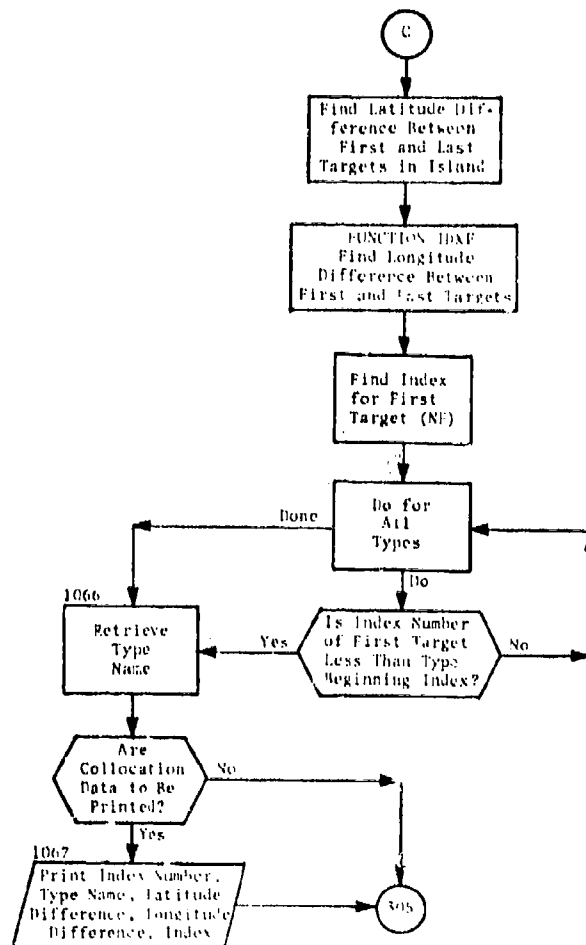 C
Find Latitude Dif-
ference Between
First and Last
Targets in Island
FUNCTION IDXF
Find Longitude
Difference Between
First and Last Targets
Find Index
for First
Target (NF)
Do for
All
Types
Done
Do
1066
Retrieve
Type
Name
Yes
Is Index Number
of First Target
Less Than Type
Beginning Index?
No
Are
Collocation
Data to Be
Printed?
No
Yes
1067
Print Index Number,
Type Name, Latitude
Difference, Longitude
Difference, Index
305